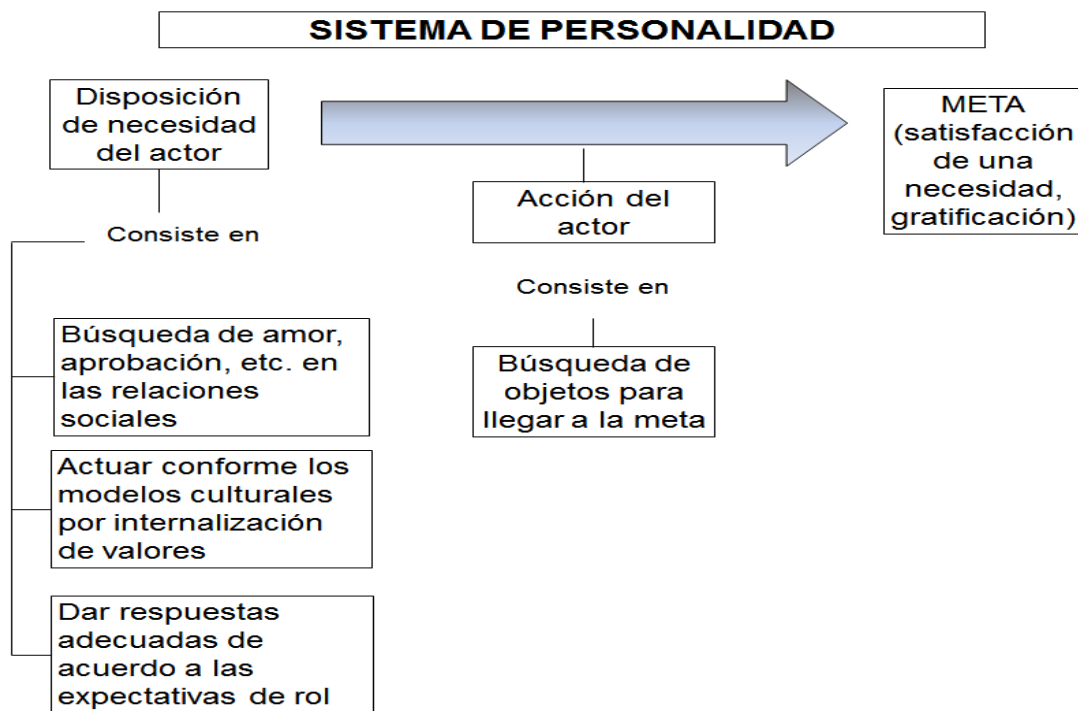 SISTEMA DE PERSONALIDAD
Disposición
de necesidad
del actor
META
(satisfacción
de una
necesidad,
gratificación)
Acción del
actor
Consiste en
Consiste en
Búsqueda de amor,
aprobación, etc. en
las relaciones
sociales
Búsqueda de
objetos para
llegar a la meta
Actuar conforme los
modelos culturales
por internalización
de valores
Dar respuestas
adecuadas de
acuerdo a las
expectativas de rol